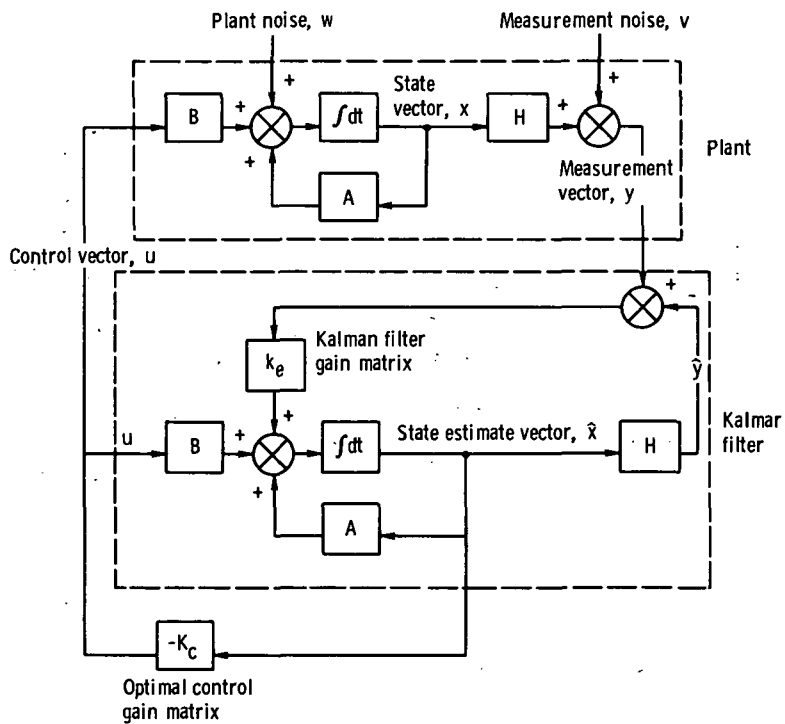 Plant noise, w
Measurement noise, v
+
+
State
vector, x
B
+
∫dt
H
+
+
A
Plant
Measurement
vector, y
Control vector, u
+
-
Kalman filter
gain matrix
ke
ŷ
+
u
B
+
∫dt
State estimate vector, x̂
H
Kalmar
filter
+
A
-Kc
Optimal control
gain matrix